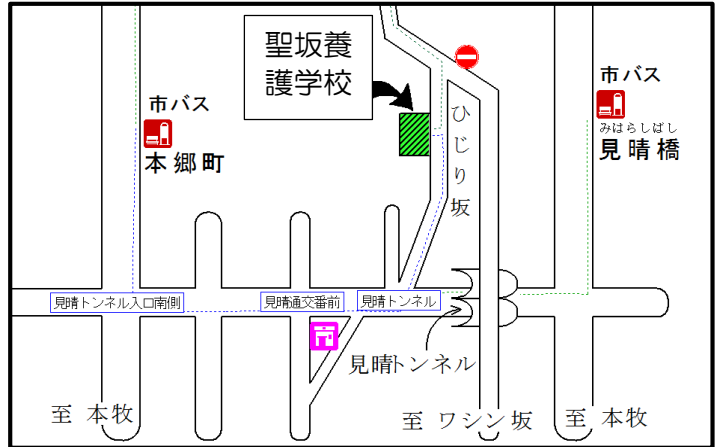 聖坂養
護学校
市バス
本郷町
ひじり坂
市バス
みはらしばし
見晴橋
見晴トンネル入口南側
見晴通交番前
見晴トンネル
見晴トンネル
至 本牧
至 ワシン坂
至 本牧